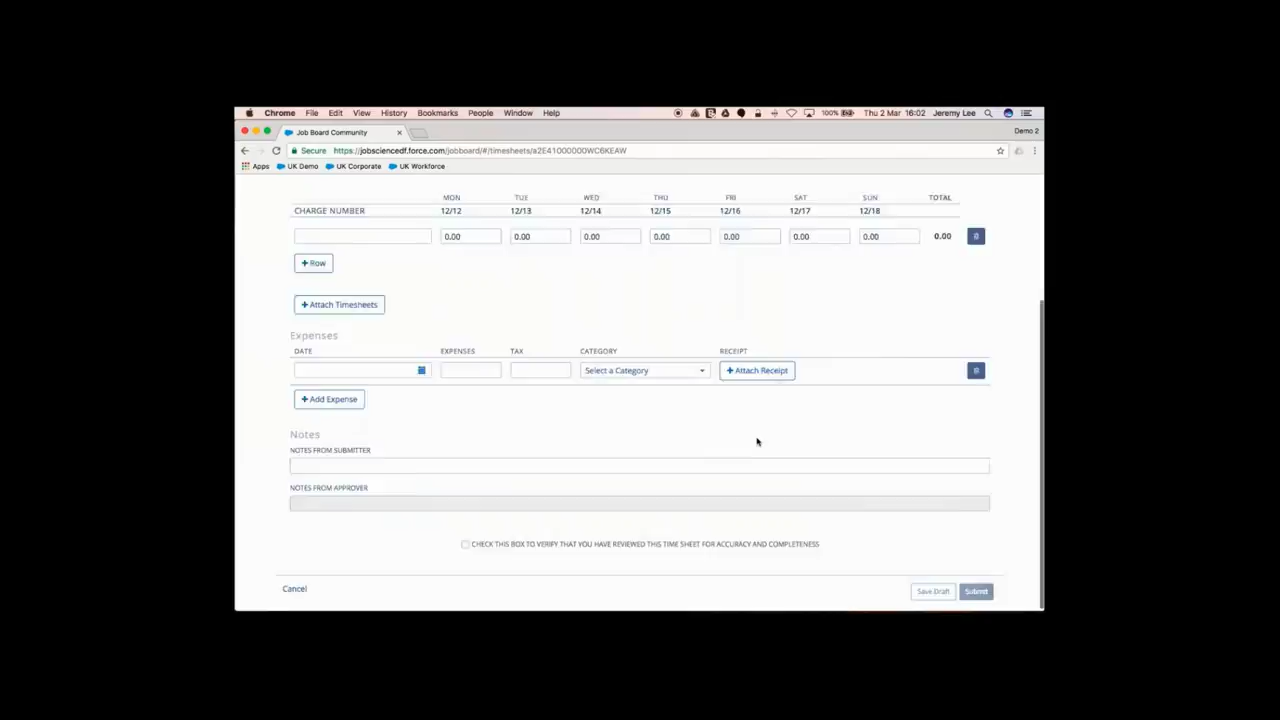 Chrome File Edit View History Bookmarks People Window Help 100% Thu 2 Mar 16:02 Jeremy Lee
Job Board Community Demo 2
Secure https://jobsciencedf.force.com/jobboard/#/timesheets/a2E41000000WC6KEAW
Apps UK Demo UK Corporate UK Workforce
MON TUE WED THU FRI SAT SUN TOTAL
CHARGE NUMBER 12/12 12/13 12/14 12/15 12/16 12/17 12/18
0.00 0.00 0.00 0.00 0.00 0.00 0.00 0.00
+ Row
+ Attach Timesheets
Expenses
DATE EXPENSES TAX CATEGORY RECEIPT
Select a Category + Attach Receipt
+ Add Expense
Notes
NOTES FROM SUBMITTER
NOTES FROM APPROVER
CHECK THIS BOX TO VERIFY THAT YOU HAVE REVIEWED THIS TIME SHEET FOR ACCURACY AND COMPLETENESS
Cancel Save Draft Submit